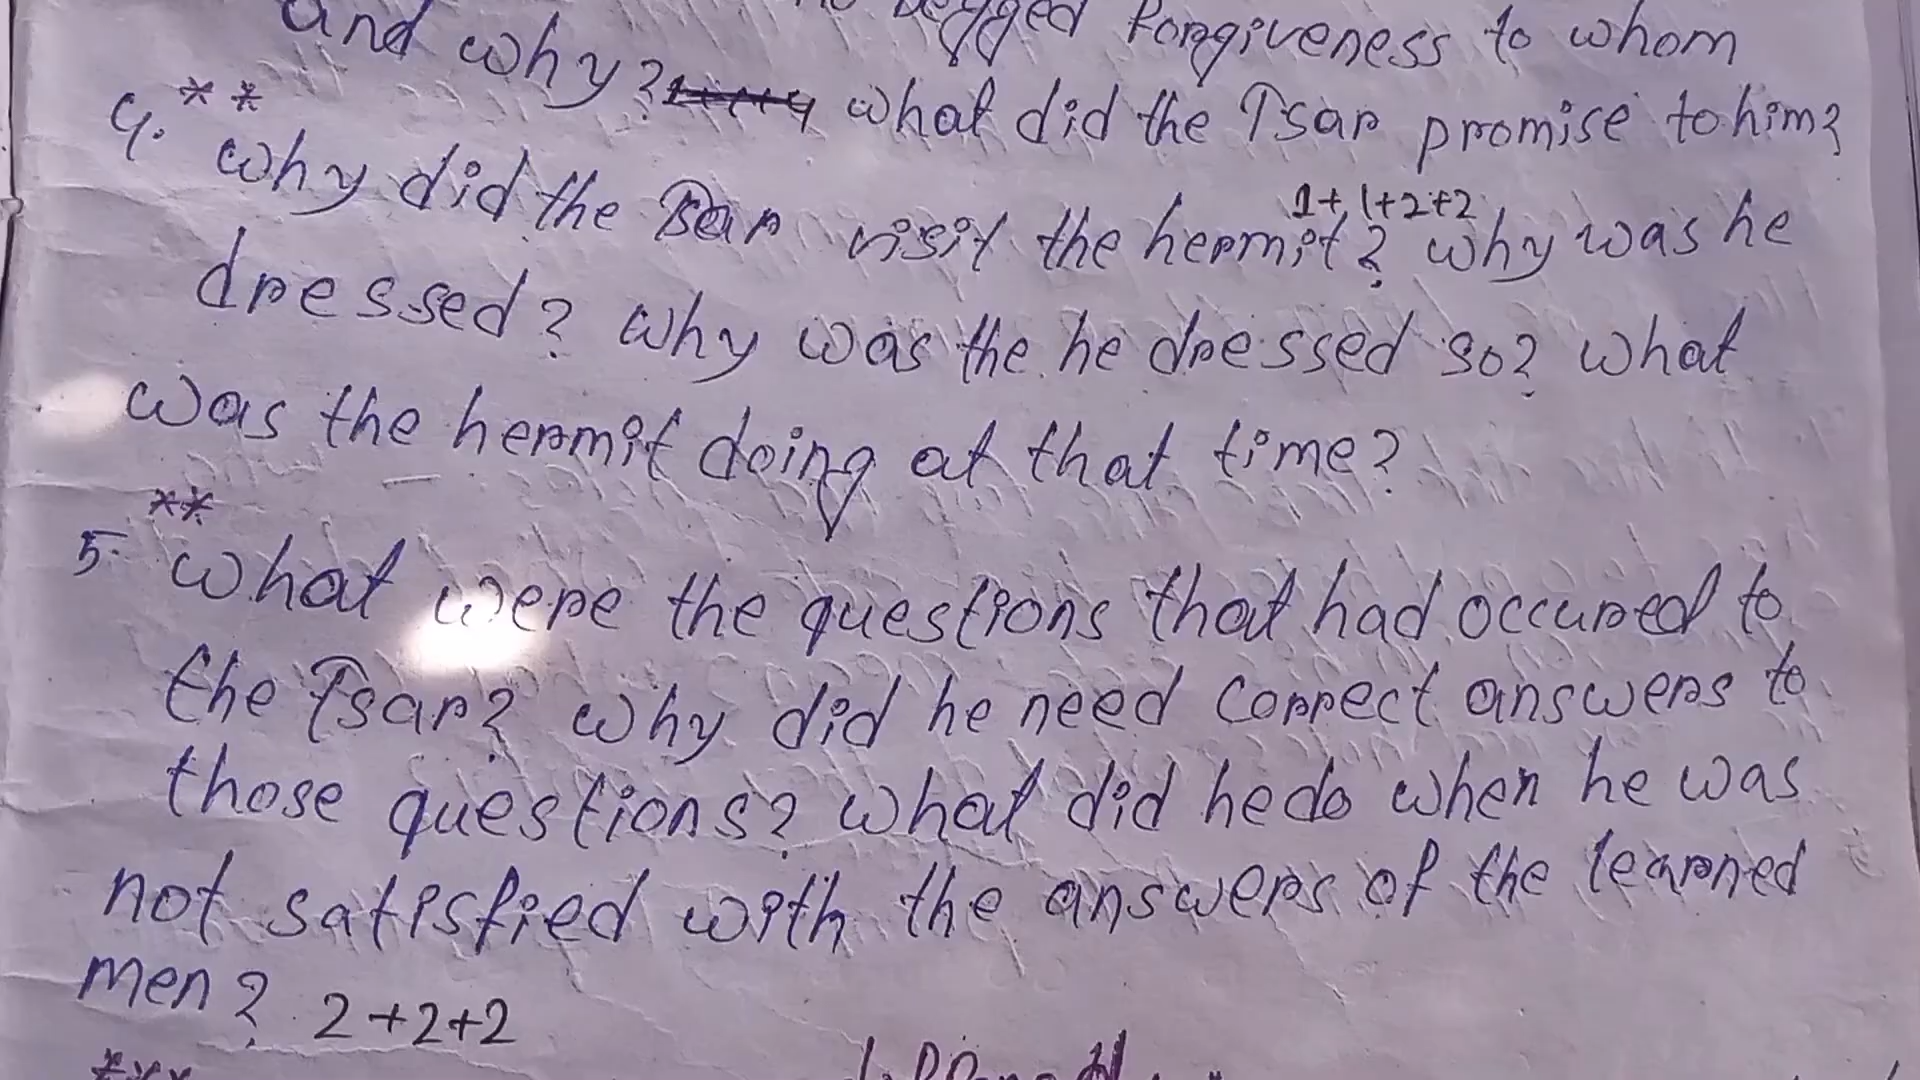 and why? what did the Tsar promise to him?
begged forgiveness to whom
4. ** why did the Tsar visit the hermit? why was he
1+1+2+2
dressed? why was the he dressed so? what
was the hermit doing at that time?
**
5. what were the questions that had occured to
the Tsar? why did he need correct answers to
those questions? what did he do when he was
not satisfied with the answers of the learned
men? 2+2+2
***